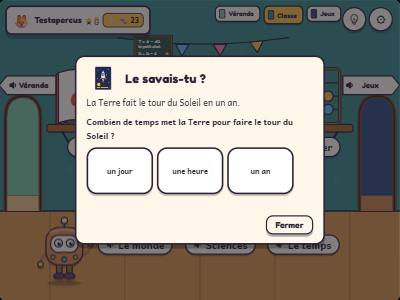 Testapercus 6 23
Véranda
Classe
Jeux
Véranda
Jeux
Le savais-tu ?
La Terre fait le tour du Soleil en un an.
Combien de temps met la Terre pour faire le tour du
Soleil ?
un jour
une heure
un an
Fermer
Le monde
Sciences
Le temps